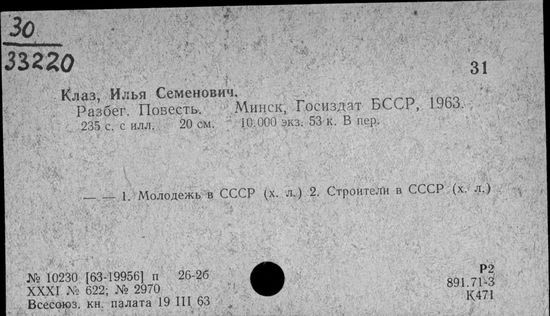 30
33220
31
Клаз, Илья Семенович.
Разбег. Повесть. Минск, Госиздат БССР, 1963.
235 с. с илл. 20 см. 10.000 экз. 53 к. В пер.
— — 1. Молодежь в СССР (х. л.) 2. Строители в СССР (х. л.)
№ 10230 [63-19956] п 26-2б
XXXI № 622; № 2970
Всесоюз. кн. палата 19 III 63
Р2
891.71-3
К471